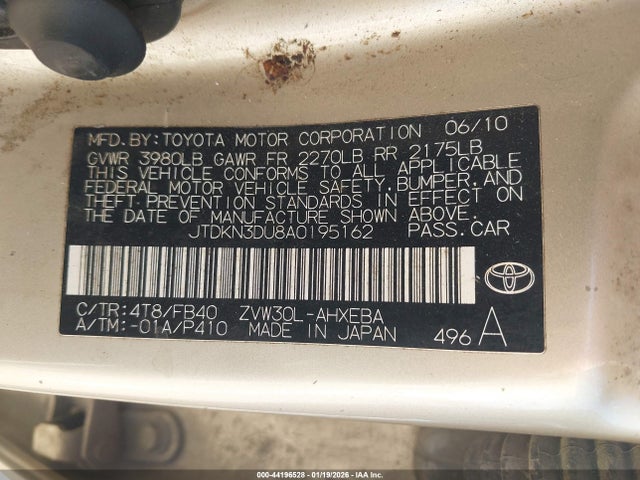 MFD.BY:TOYOTA MOTOR CORPORATION 06/10
GVWR 3980LB GAWR FR 2270LB RR 2175LB
THIS VEHICLE CONFORMS TO ALL APPLICABLE
FEDERAL MOTOR VEHICLE SAFETY,BUMPER,AND
THEFT PREVENTION STANDARDS IN EFFECT ON
THE DATE OF MANUFACTURE SHOWN ABOVE.
JTDKN3DU8A0195162 PASS.CAR
C/TR:4T8/FB40 ZVW30L-AHXEBA
A/TM:-01A/P410 MADE IN JAPAN
496 A
000-44196528 - 01/19/2026 - IAA Inc.